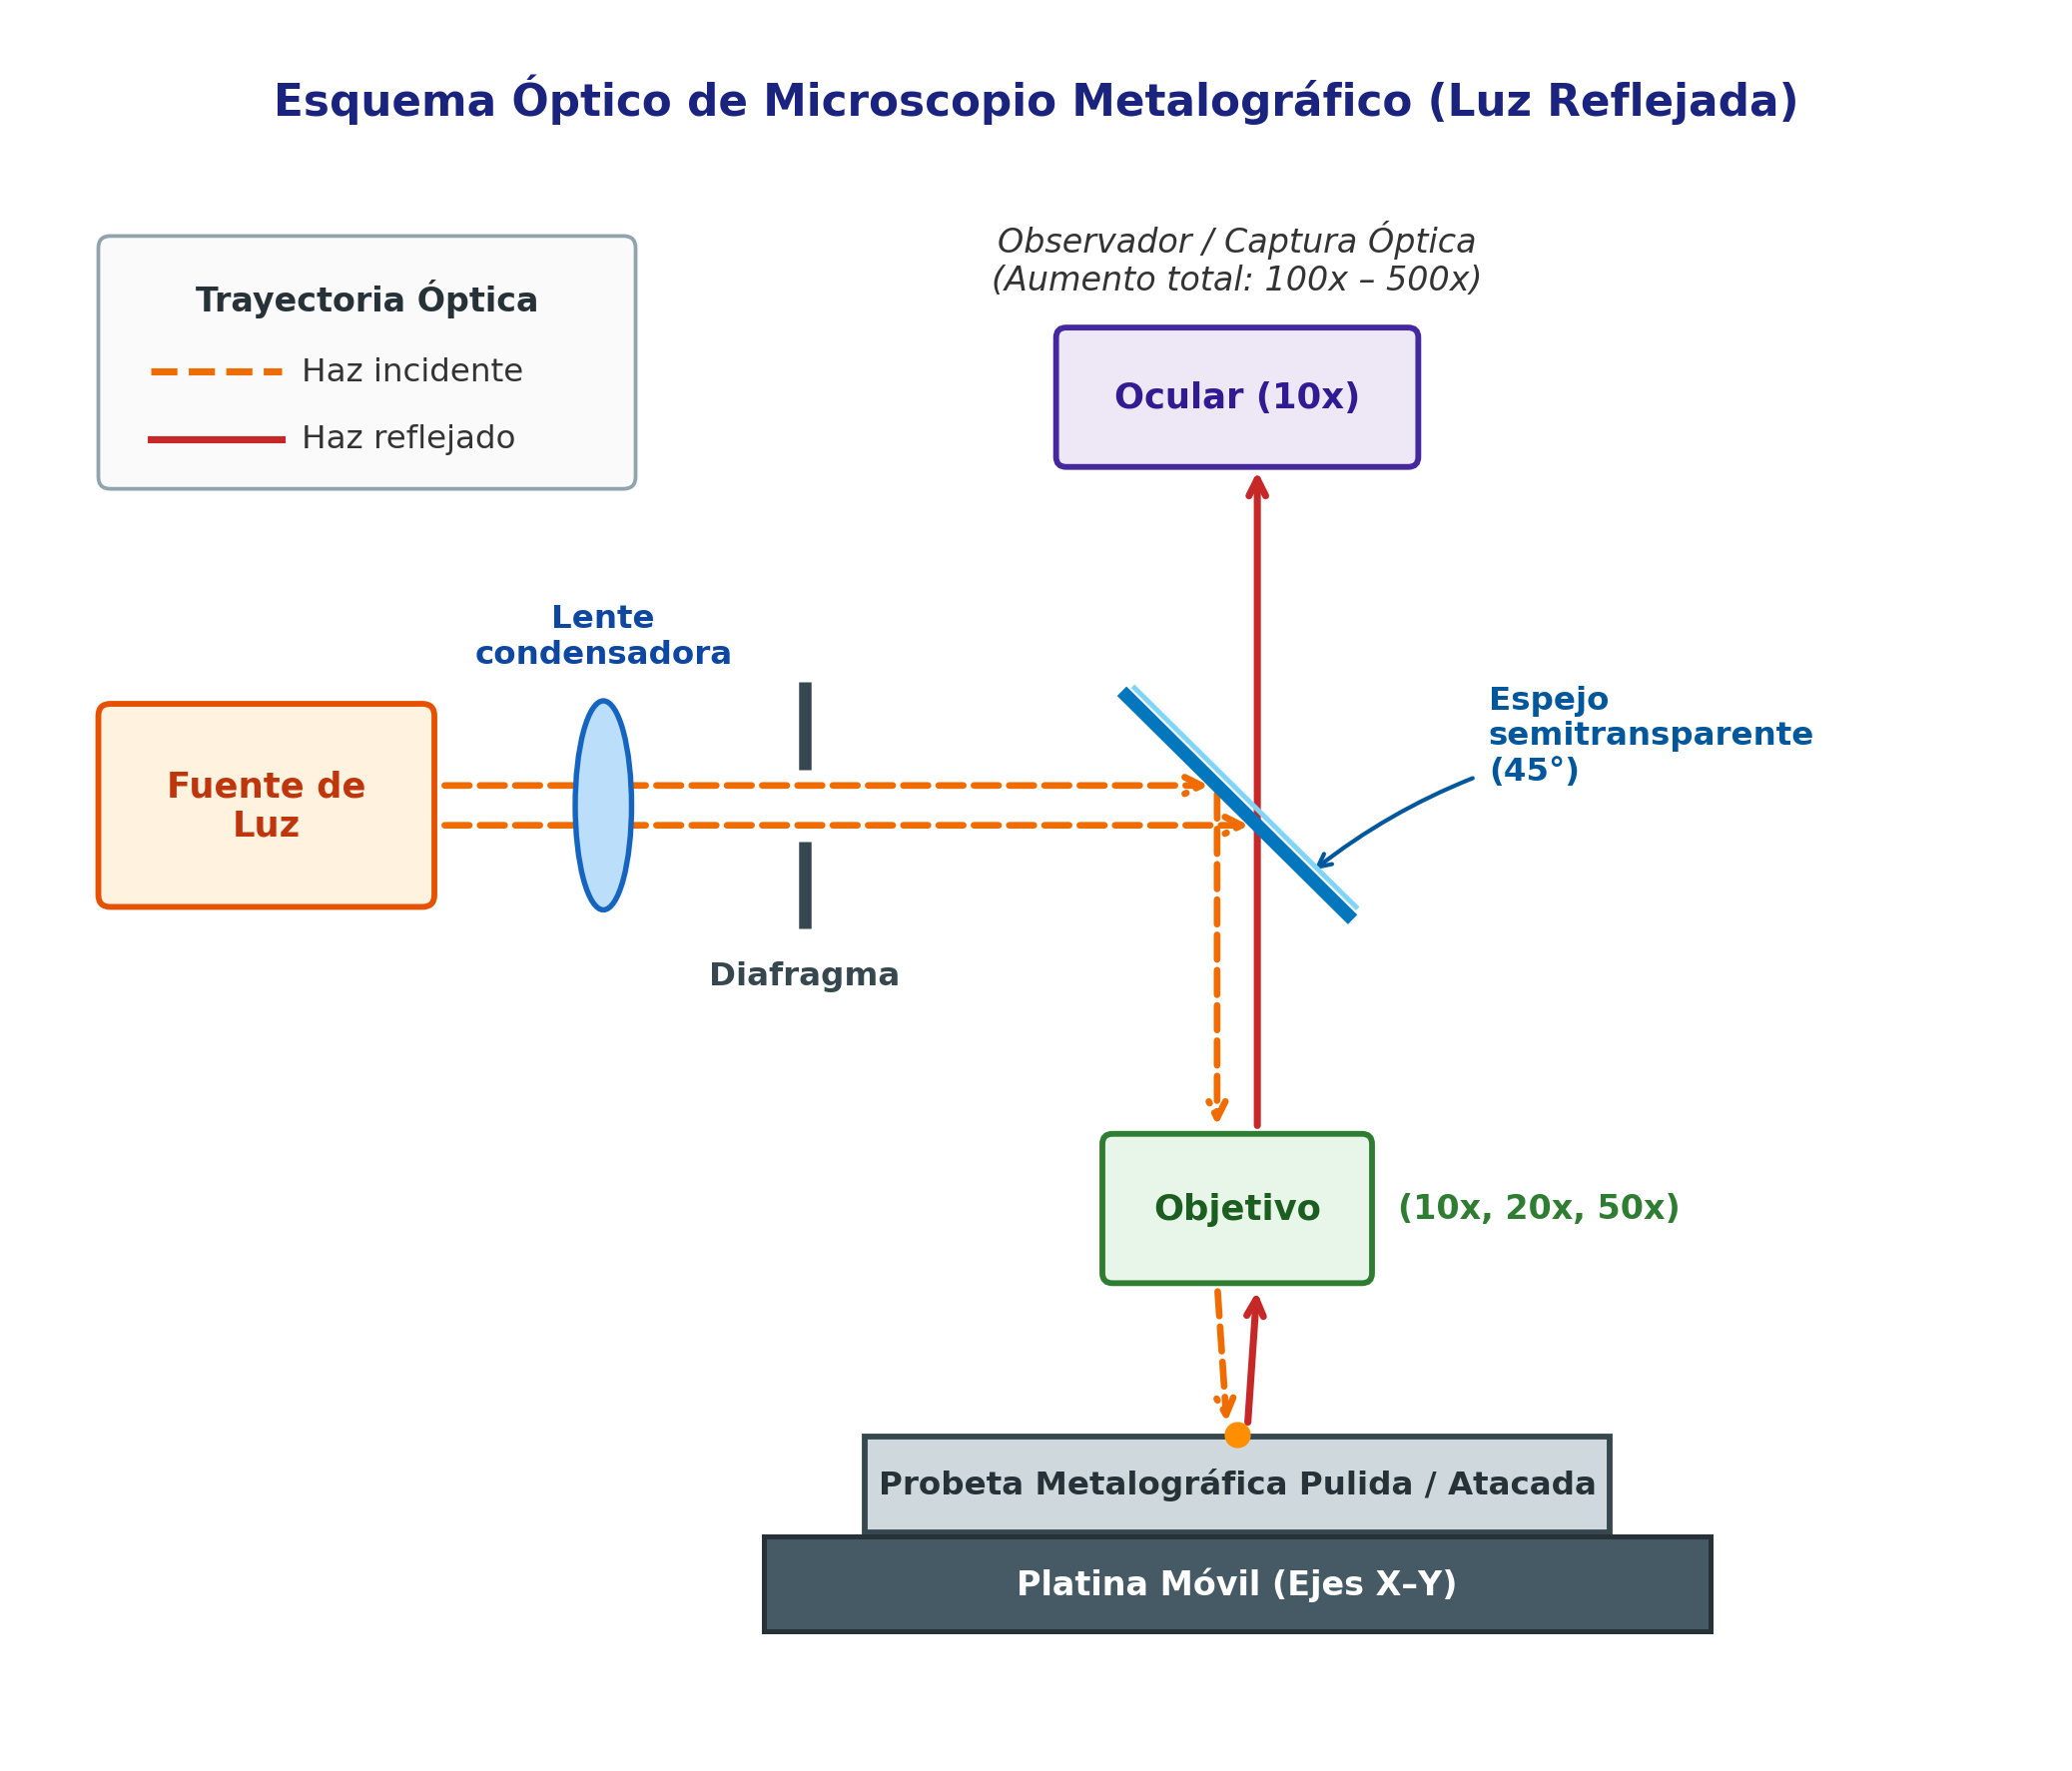 Esquema Óptico de Microscopio Metalográfico (Luz Reflejada)
Observador / Captura Óptica
(Aumento total: 100x – 500x)
Trayectoria Óptica
Haz incidente
Haz reflejado
Ocular (10x)
Lente
condensadora
Espejo
semitransparente
(45°)
Fuente de
Luz
Diafragma
Objetivo
(10x, 20x, 50x)
Probeta Metalográfica Pulida / Atacada
Platina Móvil (Ejes X–Y)